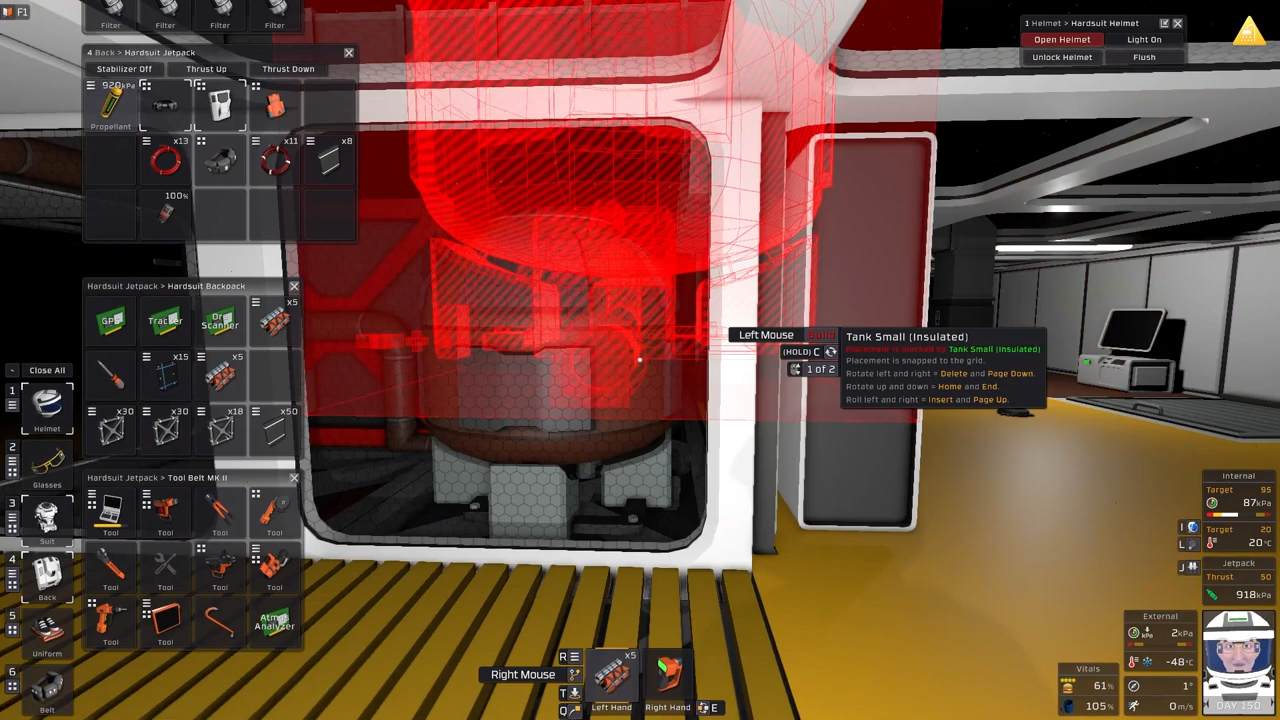 F1
Filter
Filter
Filter
Filter
4 Back > Hardsuit Jetpack
Stabilizer Off
Thrust Up
Thrust Down
920kPa
Propellant
x13
x11
x8
100%
Hardsuit Jetpack > Hardsuit Backpack
GPS
Tracker
Ore Scanner
x5
x15
x5
x30
x30
x18
x50
Hardsuit Jetpack > Tool Belt MK II
Tool
Tool
Tool
Tool
Tool
Tool
Tool
Tool
Tool
Tool
Atmos Analyzer
- Close All
1
Helmet
2
Glasses
3
Suit
4
Back
5
Uniform
6
Belt
1 Helmet > Hardsuit Helmet
Open Helmet
Light On
Unlock Helmet
Flush
Left Mouse Build
(HOLD) C
1 of 2
Tank Small (Insulated)
Placement is blocked by Tank Small (Insulated)
Placement is snapped to the grid.
Rotate left and right = Delete and Page Down.
Rotate up and down = Home and End.
Roll left and right = Insert and Page Up.
Right Mouse
R
T
Q
x5
Left Hand
Right Hand
E
Internal
Target 95
87kPa
Target 20
20°C
I
L
J
Jetpack
Thrust 50
918kPa
External
kPa
2kPa
-48°C
1°
0m/s
Vitals
61%
105%
DAY 150